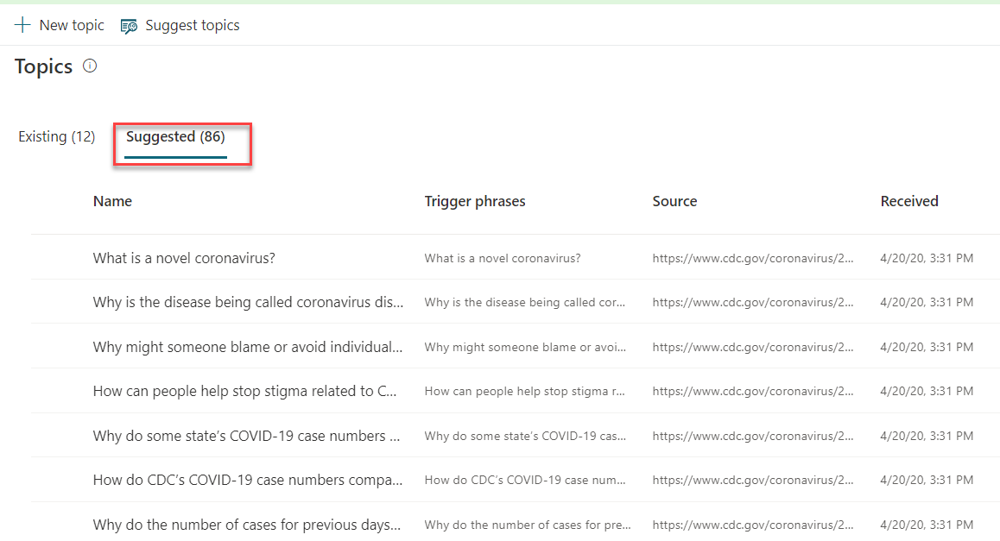 New topic Suggest topics
Topics
Existing (12) Suggested (86)
Name Trigger phrases Source Received
What is a novel coronavirus? What is a novel coronavirus? https://www.cdc.gov/coronavirus/2... 4/20/20, 3:31 PM
Why is the disease being called coronavirus dis... Why is the disease being called cor... https://www.cdc.gov/coronavirus/2... 4/20/20, 3:31 PM
Why might someone blame or avoid individual... Why might someone blame or avoi... https://www.cdc.gov/coronavirus/2... 4/20/20, 3:31 PM
How can people help stop stigma related to C... How can people help stop stigma r... https://www.cdc.gov/coronavirus/2... 4/20/20, 3:31 PM
Why do some state's COVID-19 case numbers ... Why do some state's COVID-19 cas... https://www.cdc.gov/coronavirus/2... 4/20/20, 3:31 PM
How do CDC's COVID-19 case numbers compa... How do CDC's COVID-19 case num... https://www.cdc.gov/coronavirus/2... 4/20/20, 3:31 PM
Why do the number of cases for previous days... Why do the number of cases for pre... https://www.cdc.gov/coronavirus/2... 4/20/20, 3:31 PM